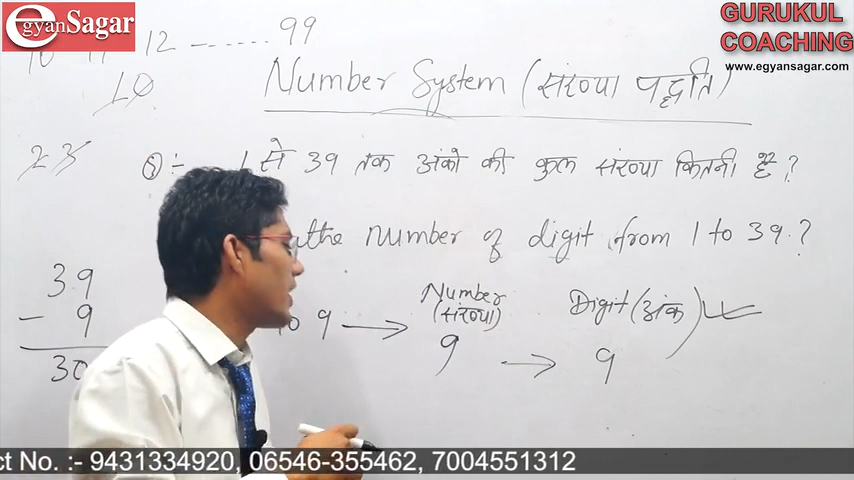 egyanSagar
GURUKUL
COACHING
www.egyansagar.com
12 ------- 99
10
Number System (संख्या पद्धति)
23
Q :- 1 से 39 तक अंको की कुल संख्या कितनी है ?
the number of digit from 1 to 39 ?
39
- 9
30
to 9 → Number Digit (अंक)
(संख्या)
9 → 9
ct No. :- 9431334920, 06546-355462, 7004551312